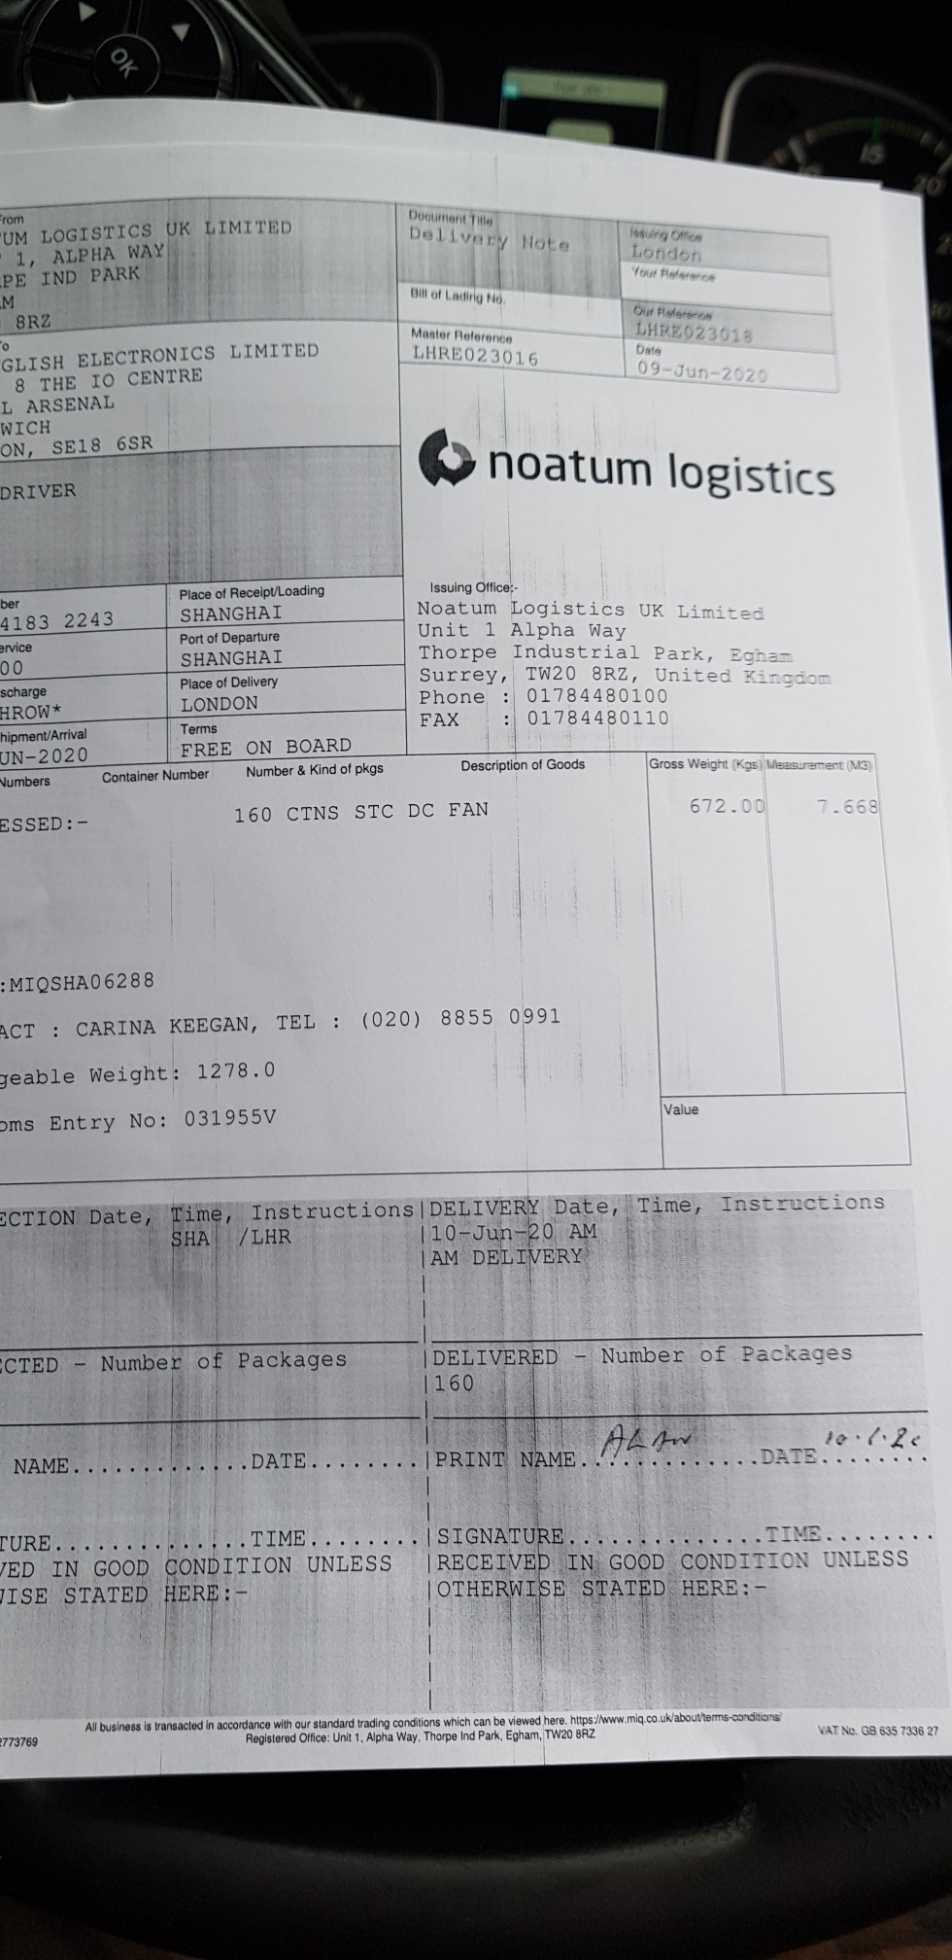 OK
15
20
From
UM LOGISTICS UK LIMITED
1, ALPHA WAY
PE IND PARK
M
8RZ
Document Title
Delivery Note
Issuing Office
London
Your Reference
Bill of Lading No.
Our Reference
LHRE023018
Master Reference
LHRE023016
Date
09-Jun-2020
o
GLISH ELECTRONICS LIMITED
8 THE IO CENTRE
L ARSENAL
WICH
ON, SE18 6SR
noatum logistics
DRIVER
ber
4183 2243
Place of Receipt/Loading
SHANGHAI
ervice
00
Port of Departure
SHANGHAI
scharge
HROW*
Place of Delivery
LONDON
hipment/Arrival
UN-2020
Terms
FREE ON BOARD
Issuing Office:-
Noatum Logistics UK Limited
Unit 1 Alpha Way
Thorpe Industrial Park, Egham
Surrey, TW20 8RZ, United Kingdom
Phone : 01784480100
FAX : 01784480110
Numbers Container Number Number & Kind of pkgs Description of Goods Gross Weight (Kgs) Measurement (M3)
ESSED:- 160 CTNS STC DC FAN 672.00 7.668
:MIQSHA06288
ACT : CARINA KEEGAN, TEL : (020) 8855 0991
geable Weight: 1278.0
oms Entry No: 031955V
Value
ECTION Date, Time, Instructions
SHA /LHR
|DELIVERY Date, Time, Instructions
|10-Jun-20 AM
|AM DELIVERY
ECTED - Number of Packages
|DELIVERED - Number of Packages
|160
NAME.............DATE........
|PRINT NAME.............DATE........
TURE..............TIME........
VED IN GOOD CONDITION UNLESS
WISE STATED HERE:-
|SIGNATURE..............TIME........
|RECEIVED IN GOOD CONDITION UNLESS
|OTHERWISE STATED HERE:-
All business is transacted in accordance with our standard trading conditions which can be viewed here. https://www.miq.co.uk/about/terms-conditions/
2773769 Registered Office: Unit 1, Alpha Way, Thorpe Ind Park, Egham, TW20 8RZ VAT No. GB 635 7336 27